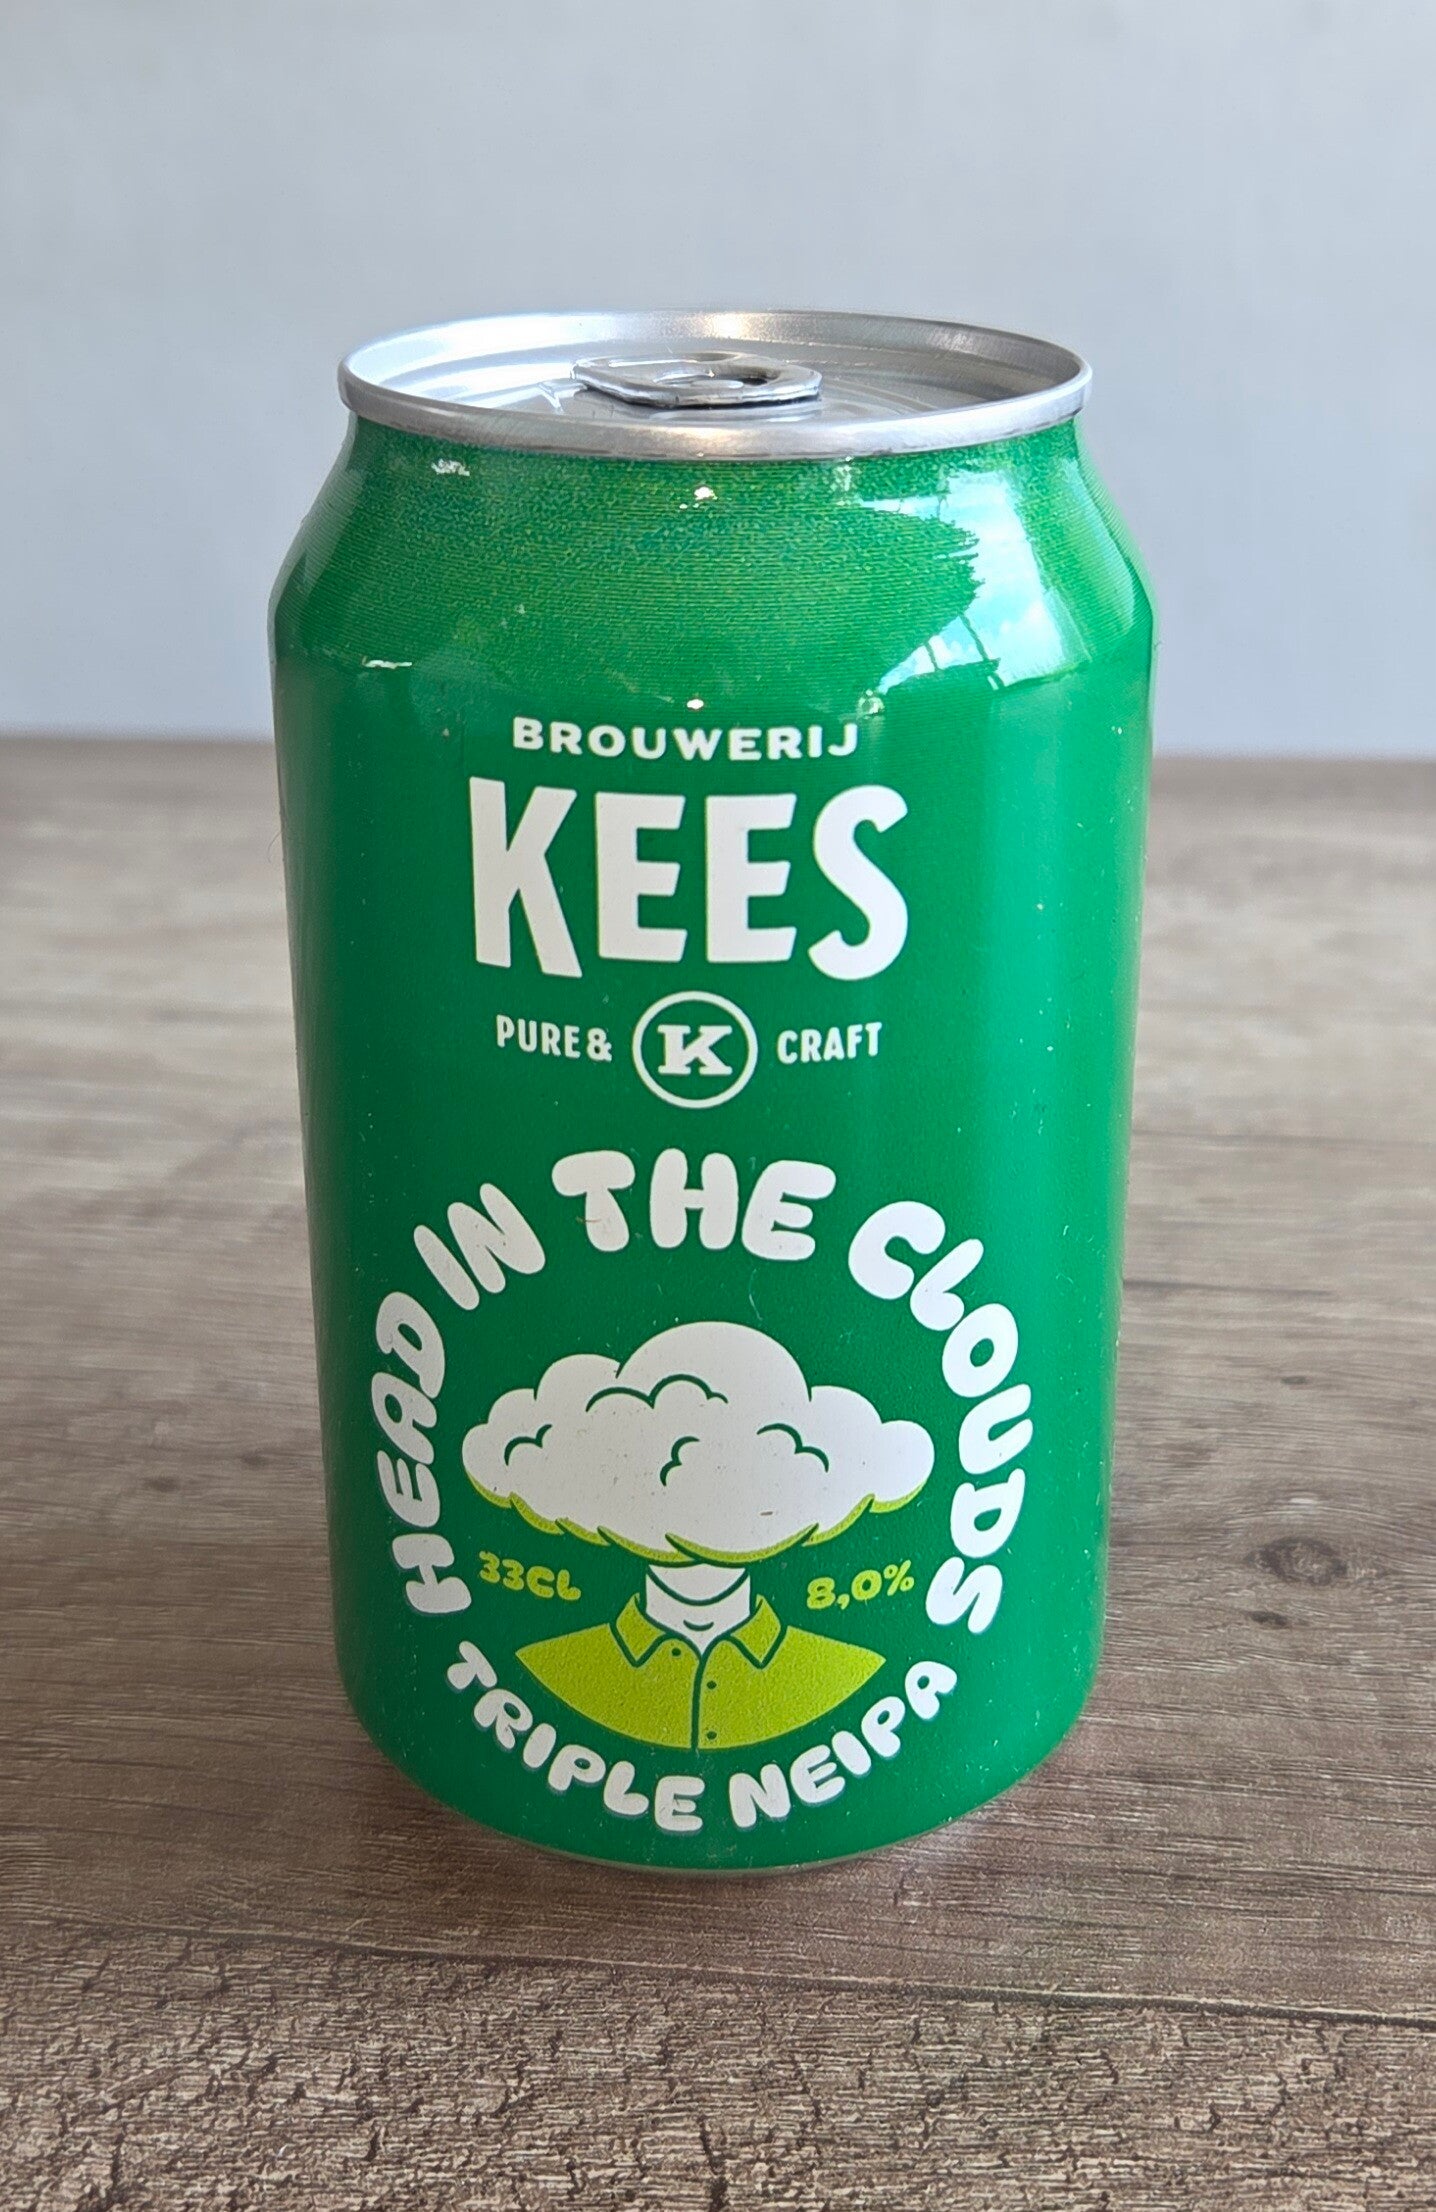 BROUWERIJ
KEES
PURE & K CRAFT
HEAD IN THE CLOUDS
33CL 8,0%
TRIPLE NEIPA